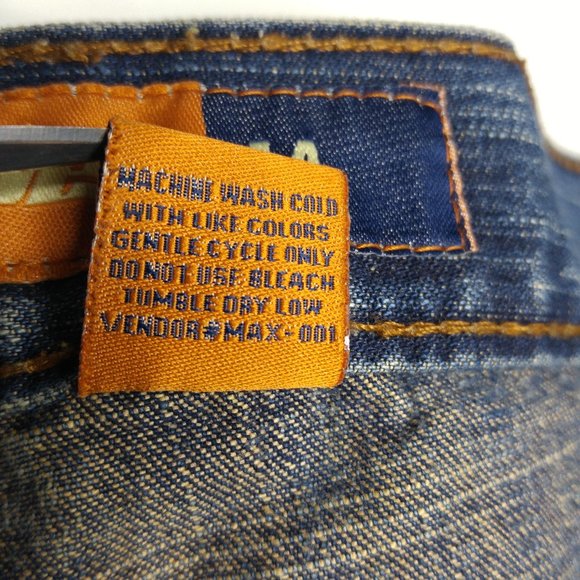 MACHINE WASH COLD
WITH LIKE COLORS
GENTLE CYCLE ONLY
DO NOT USE BLEACH
TUMBLE DRY LOW
VENDOR#MAX-001